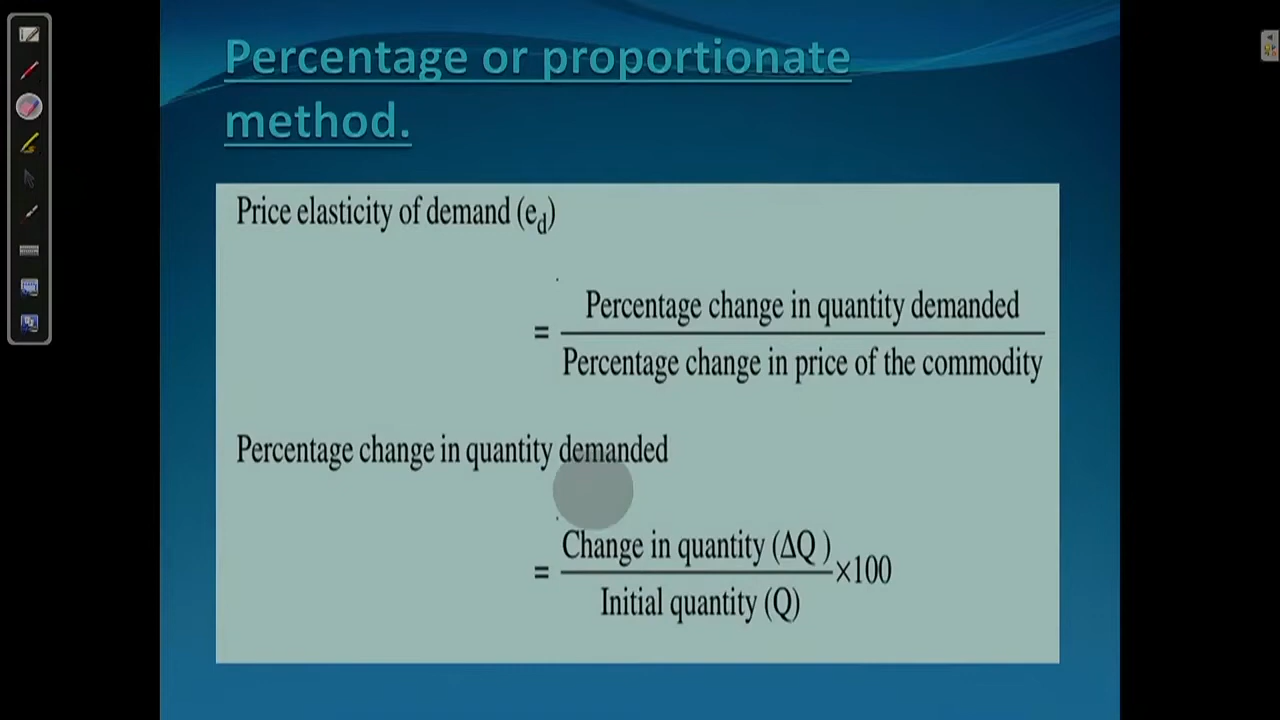 Percentage or proportionate
method.
Price elasticity of demand (e_d)
= Percentage change in quantity demanded
Percentage change in price of the commodity
Percentage change in quantity demanded
= Change in quantity (ΔQ ) ×100
Initial quantity (Q)